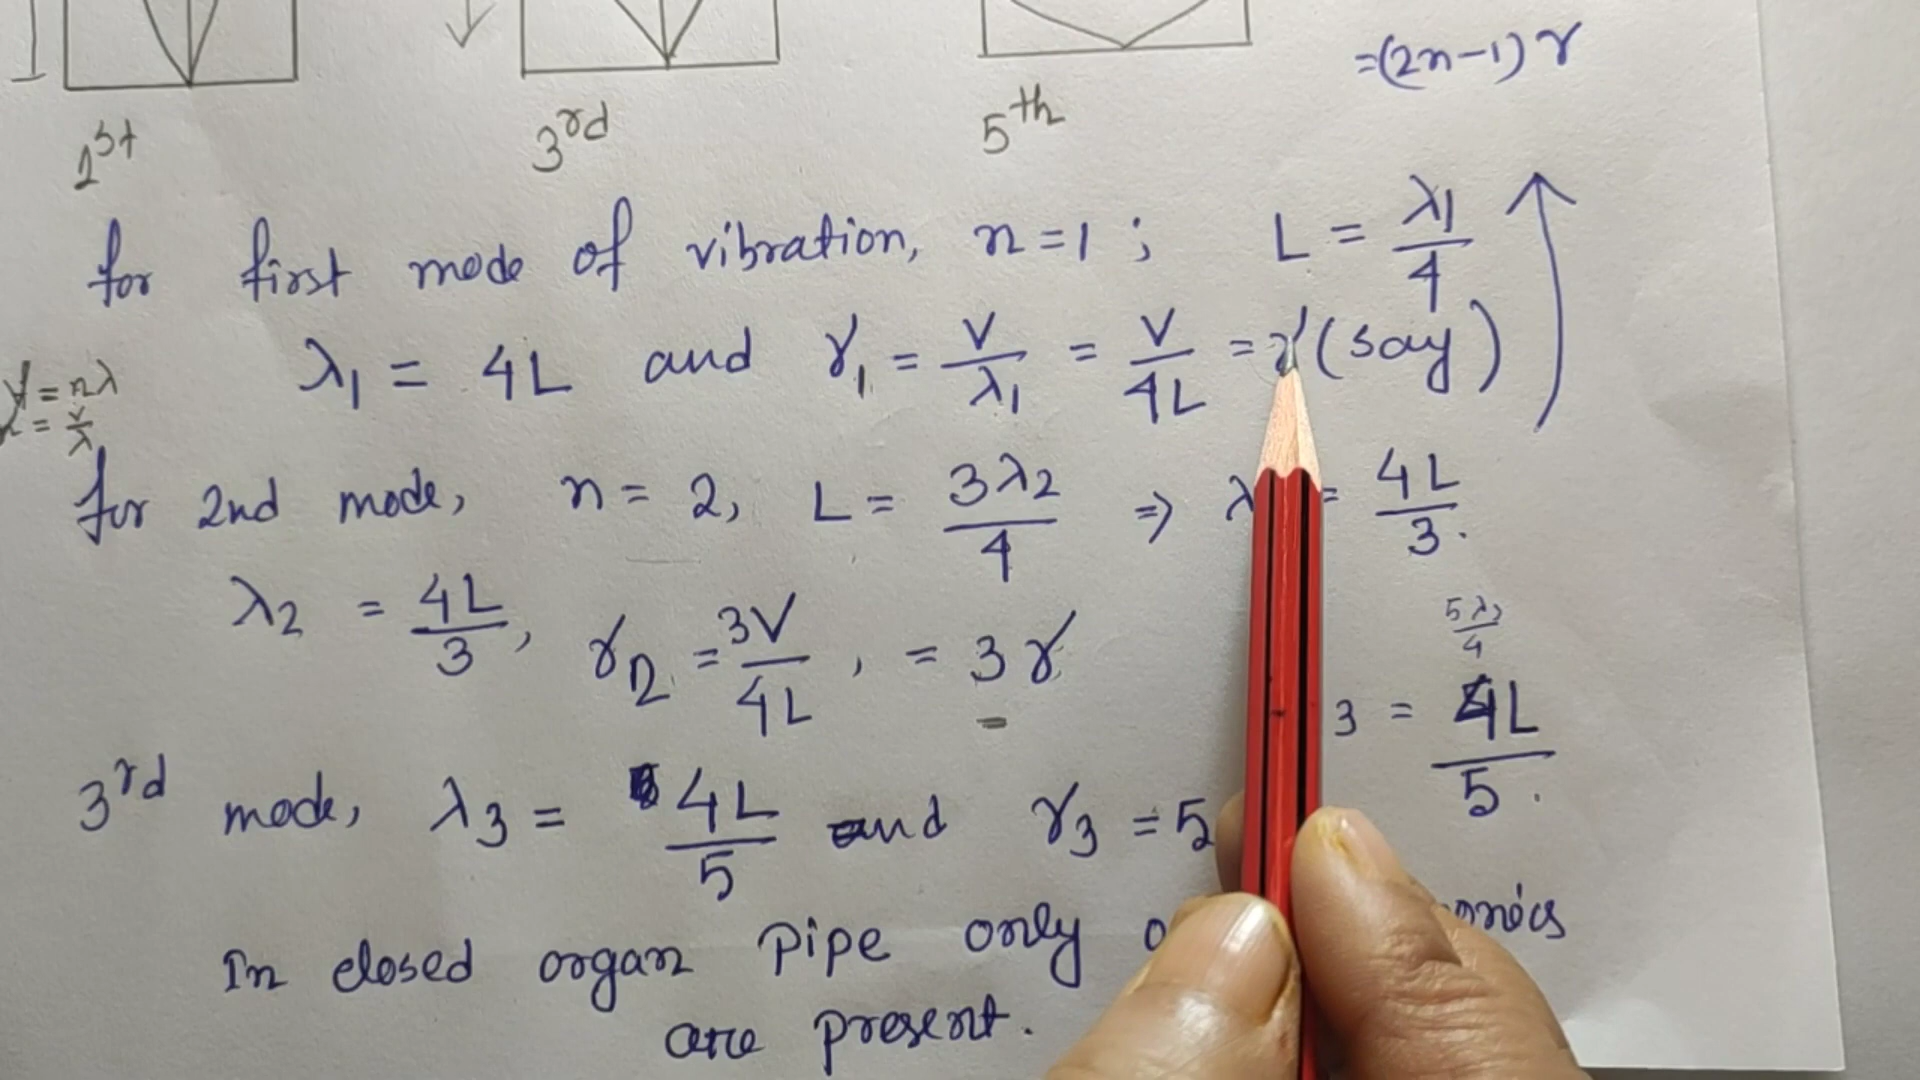 =(2n-1)γ
1st 3rd 5th
for first mode of vibration, n=1; L = λ1/4
λ1 = 4L and γ1 = V/λ1 = V/4L = γ (say)
V = nλ
= v/λ
for 2nd mode, n = 2, L = 3λ2/4 ⇒ λ = 4L/3.
λ2 = 4L/3, γ2 = 3V/4L, = 3γ
5λ3/4
3 = 4L/5.
3rd mode, λ3 = 4L/5 and γ3 = 5
In closed organ pipe only
are present.